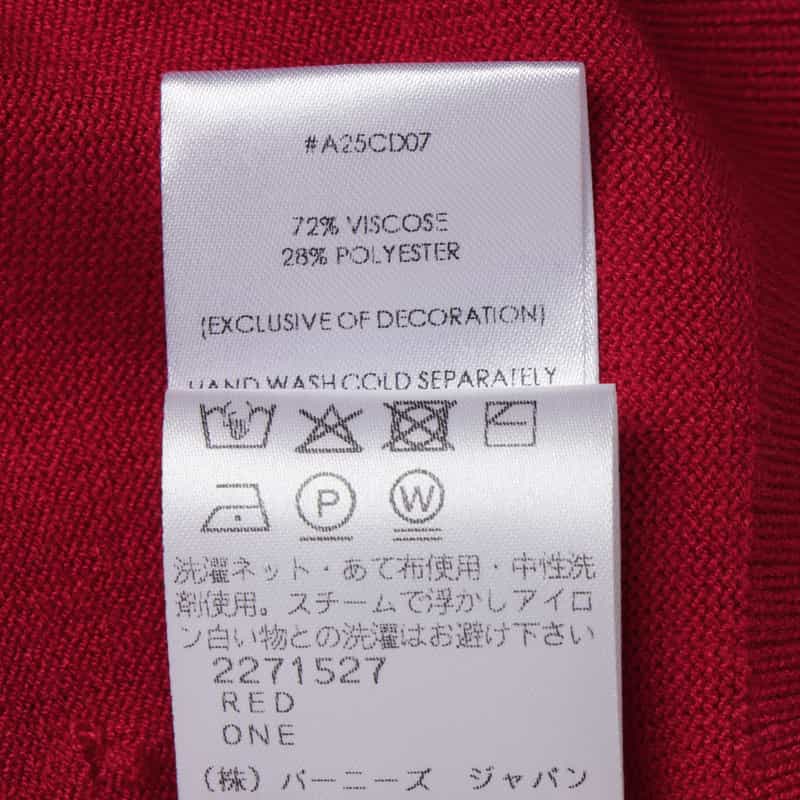 #A25CD07
72% VISCOSE
28% POLYESTER
(EXCLUSIVE OF DECORATION)
HAND WASH COLD SEPARATELY
P W
洗濯ネット・あて布使用・中性洗
剤使用。スチームで浮かしアイロ
ン白い物との洗濯はお避け下さい
2271527
RED
ONE
(株) バーニーズ ジャパン